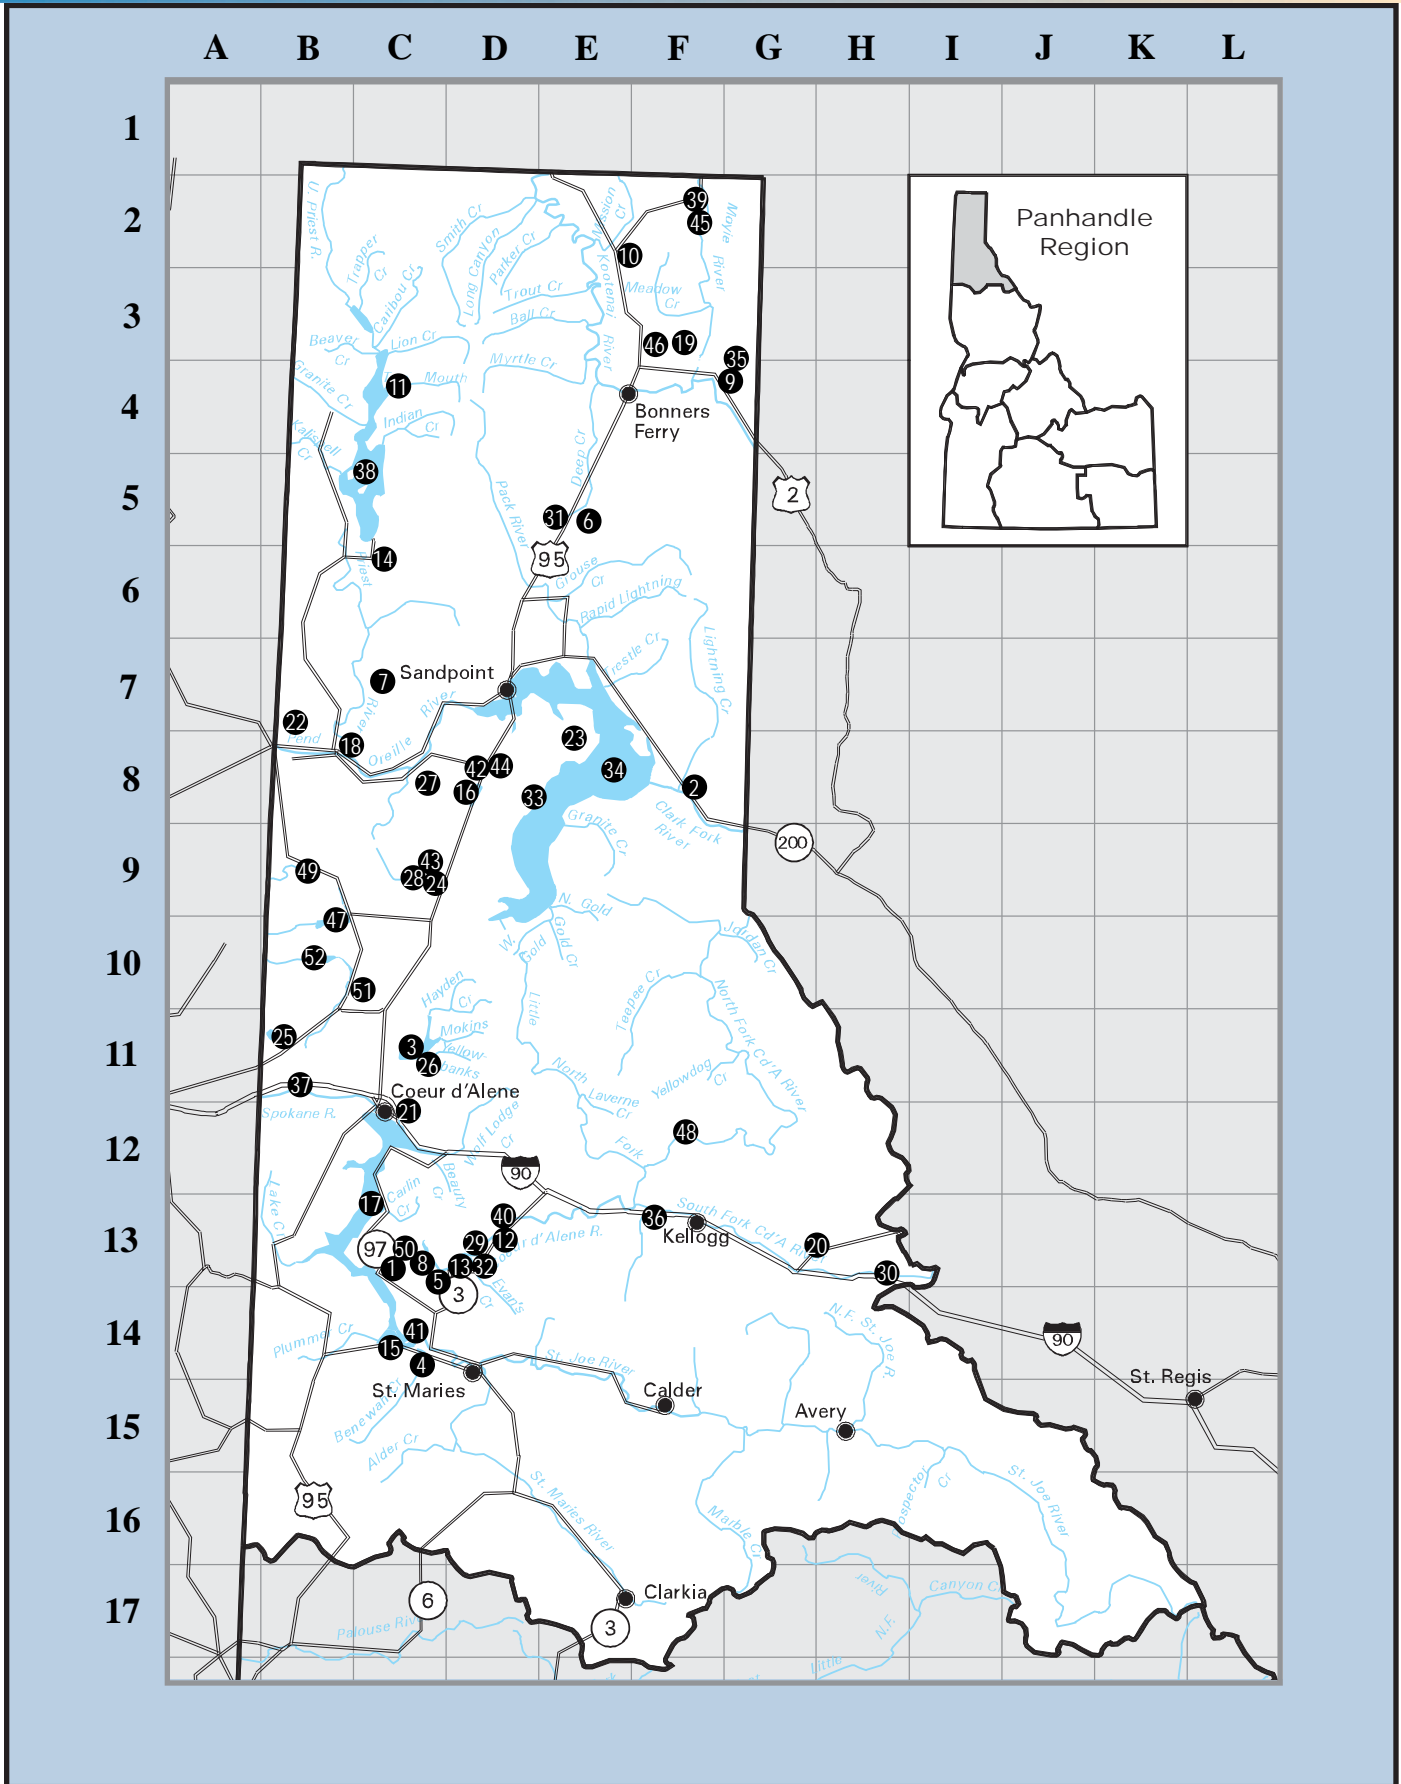 A B C D E F G H I J K L
1
2
3
4
5
6
7
8
9
10
11
12
13
14
15
16
17
Panhandle
Region
U. Priest R.
Trapper
Cr
Caribou Cr
Smith Cr
Long Canyon
Parker Cr
Trout Cr
Ball Cr
Mission
Cr
Kootenai
River
Moyie
River
Meadow
Cr
39
45
10
46
19
35
9
Beaver
Cr
Lion Cr
Granite Cr
Myrtle Cr
11
Mouth
Indian
Cr
Kalispell
Cr
Bonners
Ferry
38
Pack River
Deep Cr
31
6
2
95
14
Priest
River
Grouse
Cr
Rapid Lightning
Trestle Cr
Lightning Cr
7
Sandpoint
22
18
Pend
Oreille
River
23
34
42
44
27
16
33
2
Clark Fork
River
200
Granite Cr
49
43
28
24
47
52
51
N. Gold
W.
Gold
Gold Cr
Jordan Cr
Hayden
Cr
Mokins
Yellow-
banks
Little
North
Fork
Teepee Cr
North Fork Cd'A River
25
3
26
37
Coeur d'Alene
21
Spokane R.
Laverne
Cr
Yellowdog
Cr
48
Wolf Lodge
Cr
Beauty
Cr
90
Lake Cr
17
Carlin
Cr
40
36
Kellogg
South Fork Cd'A River
97
50
29
12
20
1
8
13
32
30
5
3
Evan's
Cr
Plummer Cr
41
15
4
St. Maries
St. Joe River
N.F. St. Joe R.
90
St. Regis
Calder
Avery
Benewah Cr
Alder Cr
95
St. Maries River
Marble Cr
Cr
St. Joe River
Clarkia
6
3
River
N.F.
Little
Canyon Cr